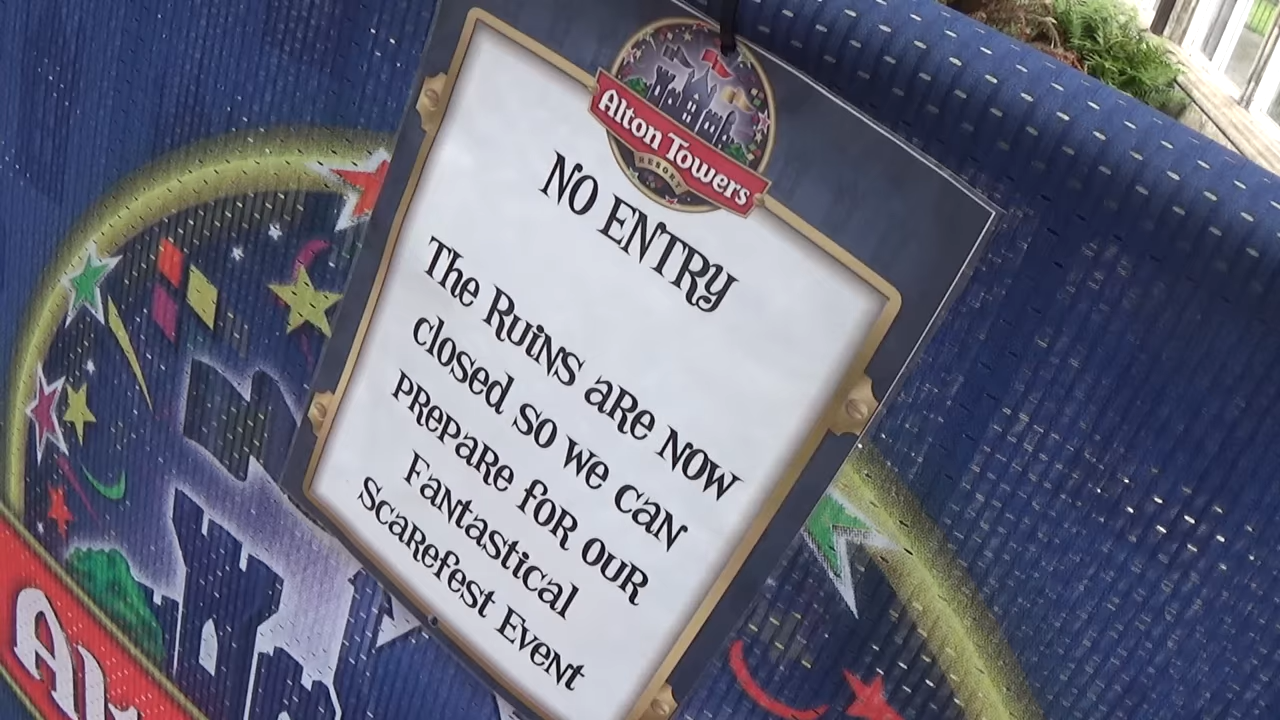 Alton Towers
RESORT
NO ENTRY
The Ruins are now
closed so we can
prepare for our
Fantastical
Scarefest Event
Alt